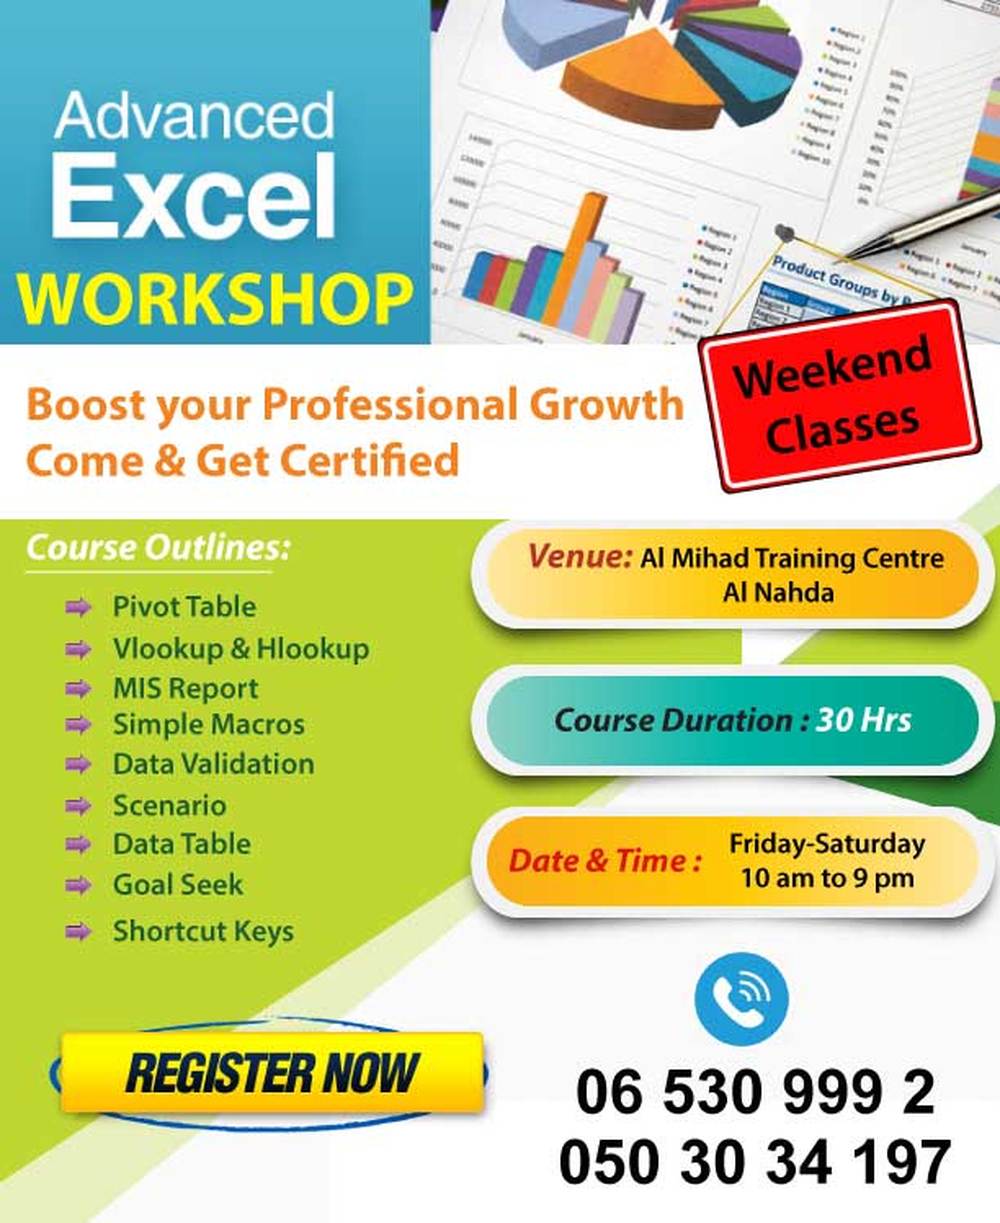 Advanced
Excel
WORKSHOP
Product Groups by
Weekend
Classes
Boost your Professional Growth
Come & Get Certified
Course Outlines:
Pivot Table
Vlookup & Hlookup
MIS Report
Simple Macros
Data Validation
Scenario
Data Table
Goal Seek
Shortcut Keys
Venue: Al Mihad Training Centre
Al Nahda
Course Duration : 30 Hrs
Date & Time : Friday-Saturday
10 am to 9 pm
REGISTER NOW
06 530 999 2
050 30 34 197